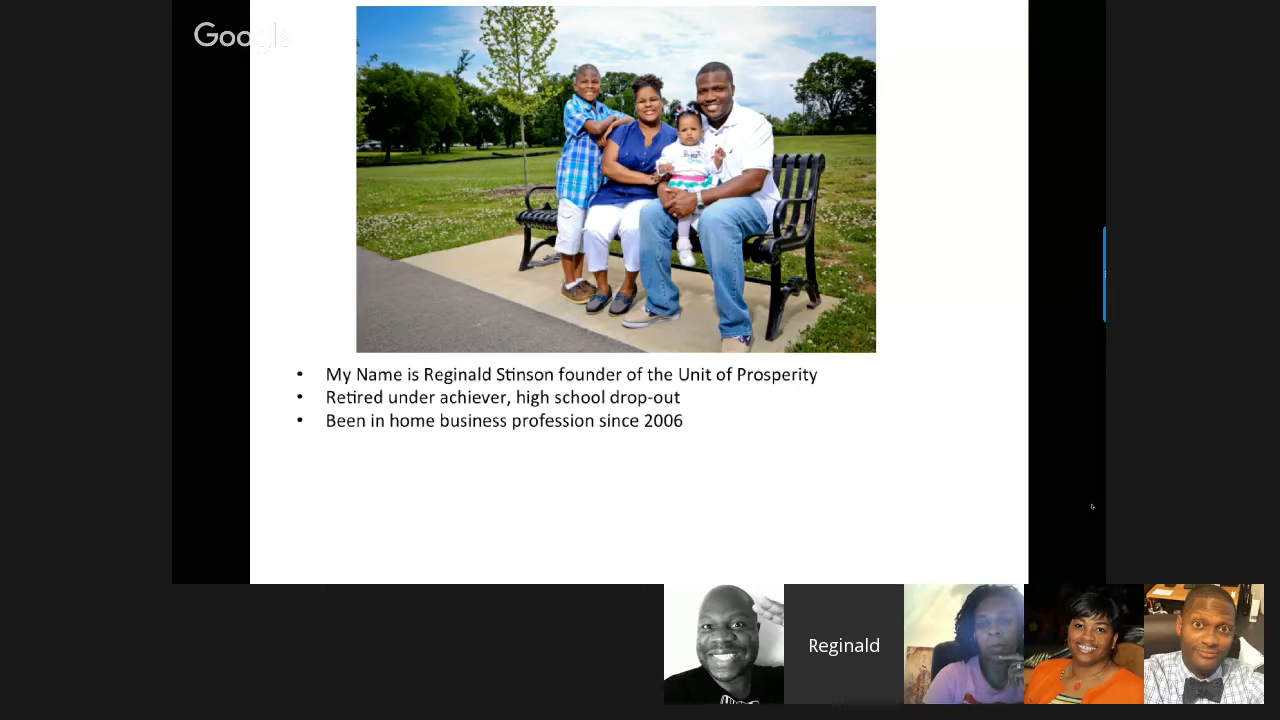 Google
My Name is Reginald Stinson founder of the Unit of Prosperity
Retired under achiever, high school drop-out
Been in home business profession since 2006
Reginald